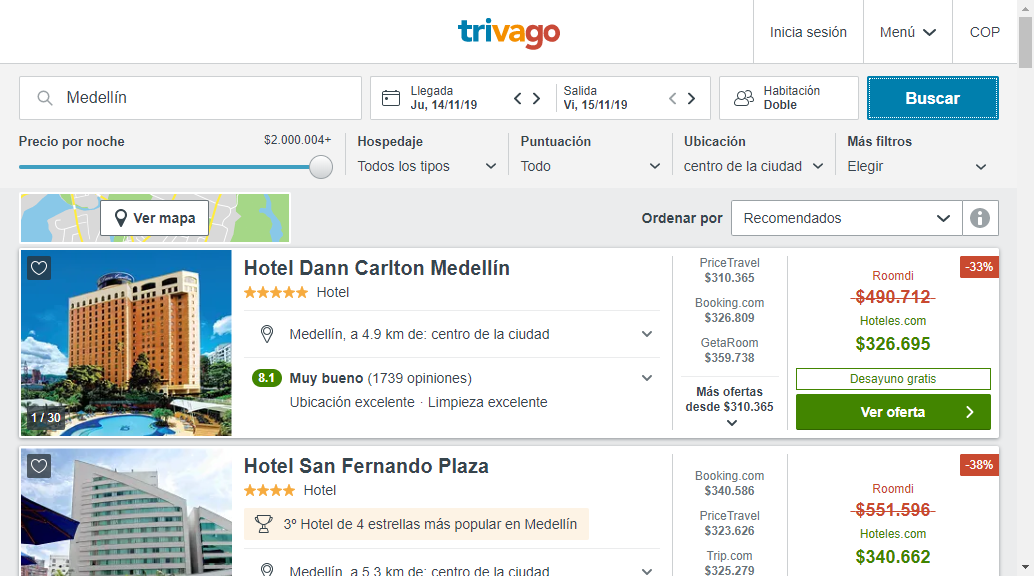 trivago
Inicia sesión
Menú
COP
Medellín
Llegada
Ju, 14/11/19
Salida
Vi, 15/11/19
Habitación
Doble
Buscar
Precio por noche
$2.000.004+
Hospedaje
Todos los tipos
Puntuación
Todo
Ubicación
centro de la ciudad
Más filtros
Elegir
Ver mapa
Ordenar por
Recomendados
1 / 30
Hotel Dann Carlton Medellín
Hotel
Medellín, a 4.9 km de: centro de la ciudad
8.1 Muy bueno (1739 opiniones)
Ubicación excelente · Limpieza excelente
PriceTravel
$310.365
Booking.com
$326.809
GetaRoom
$359.738
Más ofertas
desde $310.365
-33%
Roomdi
$490.712
Hoteles.com
$326.695
Desayuno gratis
Ver oferta
Hotel San Fernando Plaza
Hotel
3º Hotel de 4 estrellas más popular en Medellín
Medellín, a 5.3 km de: centro de la ciudad
Booking.com
$340.586
PriceTravel
$323.626
Trip.com
$325.279
-38%
Roomdi
$551.596
Hoteles.com
$340.662